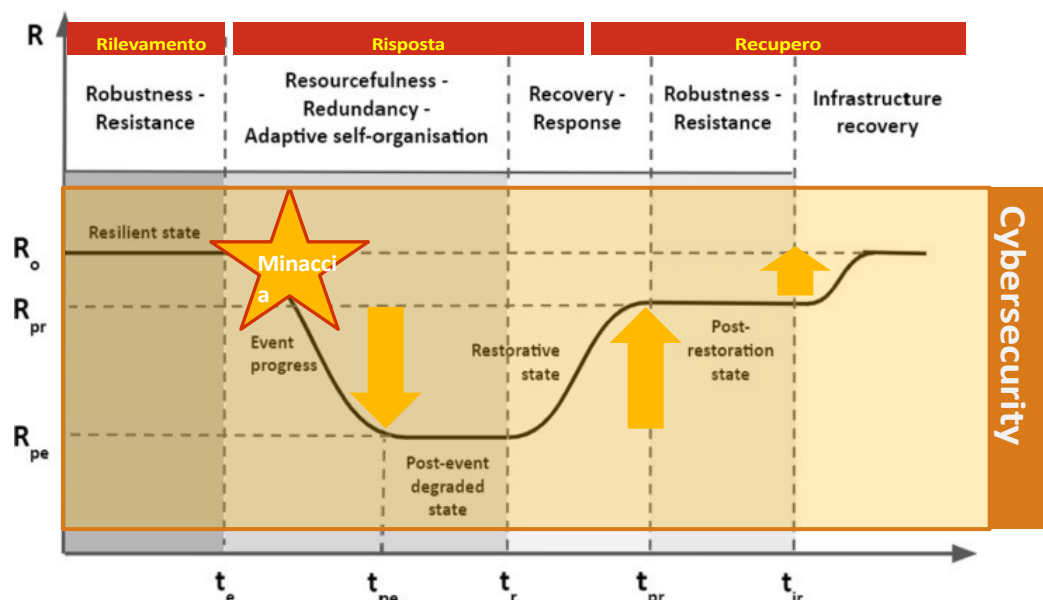 R
Rilevamento
Risposta
Recupero
Robustness -
Resistance
Resourcefulness -
Redundancy -
Adaptive self-organisation
Recovery -
Response
Robustness -
Resistance
Infrastructure
recovery
Resilient state
R o
Minacci
a
R pr
Event
progress
Restorative
state
Post-
restoration
state
R pe
Post-event
degraded
state
Cybersecurity
t e
t pe
t r
t pr
t ir